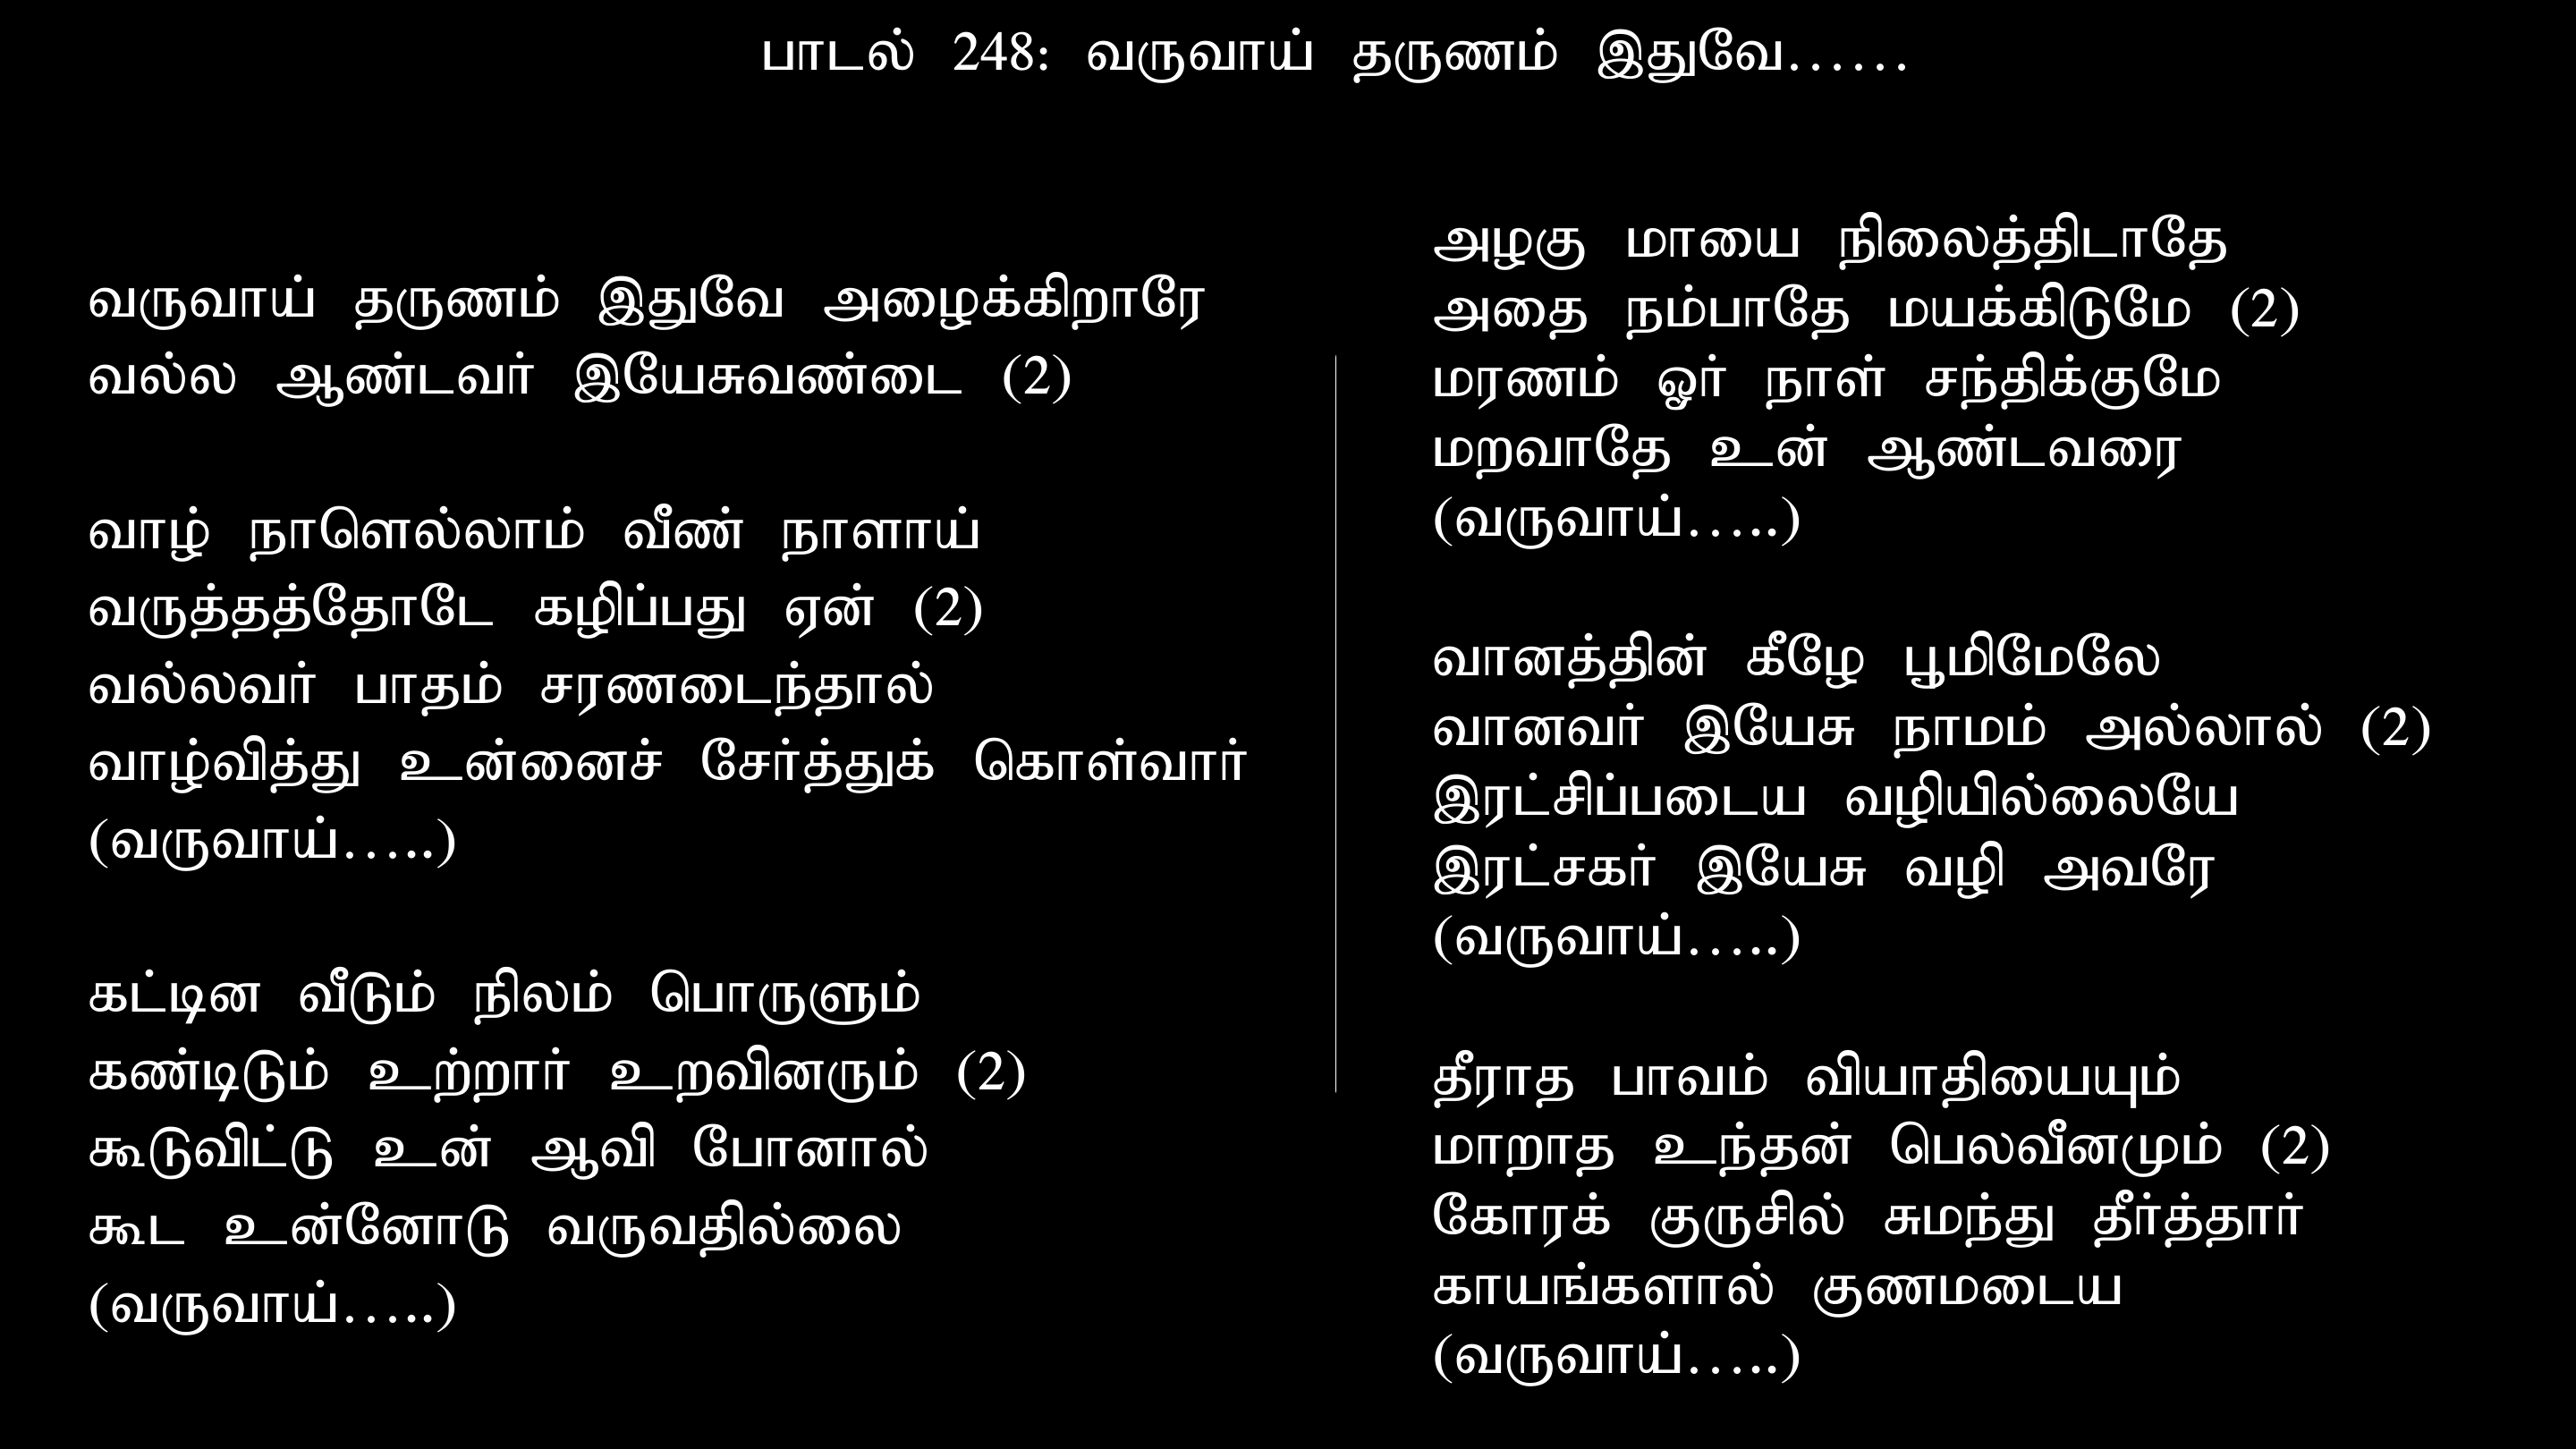 பாடல் 248: வருவாய் தருணம் இதுவே......
வருவாய் தருணம் இதுவே அழைக்கிறாரே
வல்ல ஆண்டவர் இயேசுவண்டை (2)
வாழ் நாளெல்லாம் வீண் நாளாய்
வருத்தத்தோடே கழிப்பது ஏன் (2)
வல்லவர் பாதம் சரணடைந்தால்
வாழ்வித்து உன்னைச் சேர்த்துக் கொள்வார்
(வருவாய்.....)
கட்டின வீடும் நிலம் பொருளும்
கண்டிடும் உற்றார் உறவினரும் (2)
கூடுவிட்டு உன் ஆவி போனால்
கூட உன்னோடு வருவதில்லை
(வருவாய்.....)
அழகு மாயை நிலைத்திடாதே
அதை நம்பாதே மயக்கிடுமே (2)
மரணம் ஓர் நாள் சந்திக்குமே
மறவாதே உன் ஆண்டவரை
(வருவாய்.....)
வானத்தின் கீழே பூமிமேலே
வானவர் இயேசு நாமம் அல்லால் (2)
இரட்சிப்படைய வழியில்லையே
இரட்சகர் இயேசு வழி அவரே
(வருவாய்.....)
தீராத பாவம் வியாதியையும்
மாறாத உந்தன் பெலவீனமும் (2)
கோரக் குருசில் சுமந்து தீர்த்தார்
காயங்களால் குணமடைய
(வருவாய்.....)